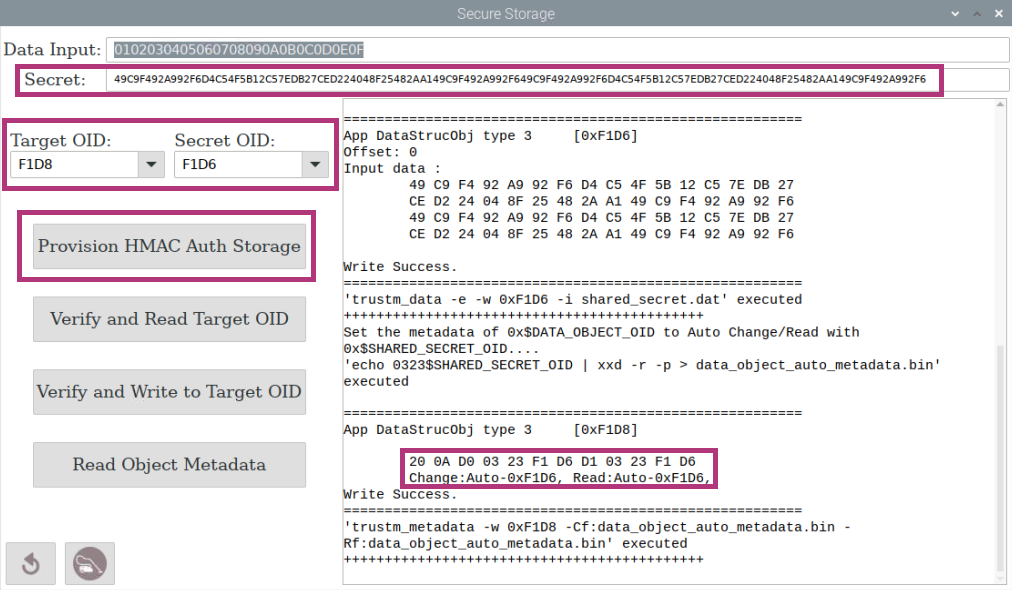 Secure Storage
Data Input: 0102030405060708090A0B0C0D0E0F
Secret: 49C9F492A992F6D4C54F5B12C57EDB27CED224048F25482AA149C9F492A992F649C9F492A992F6D4C54F5B12C57EDB27CED224048F25482AA149C9F492A992F6
Target OID: Secret OID:
F1D8 F1D6
Provision HMAC Auth Storage
Verify and Read Target OID
Verify and Write to Target OID
Read Object Metadata
========================================================
App DataStrucObj type 3     [0xF1D6]
Offset: 0
Input data :
49 C9 F4 92 A9 92 F6 D4 C5 4F 5B 12 C5 7E DB 27
CE D2 24 04 8F 25 48 2A A1 49 C9 F4 92 A9 92 F6
49 C9 F4 92 A9 92 F6 D4 C5 4F 5B 12 C5 7E DB 27
CE D2 24 04 8F 25 48 2A A1 49 C9 F4 92 A9 92 F6
Write Success.
========================================================
'trustm_data -e -w 0xF1D6 -i shared_secret.dat' executed
++++++++++++++++++++++++++++++++++++++++++++
Set the metadata of 0x$DATA_OBJECT_OID to Auto Change/Read with
0x$SHARED_SECRET_OID....
'echo 0323$SHARED_SECRET_OID | xxd -r -p > data_object_auto_metadata.bin'
executed
========================================================
App DataStrucObj type 3     [0xF1D8]
20 0A D0 03 23 F1 D6 D1 03 23 F1 D6
Change:Auto-0xF1D6, Read:Auto-0xF1D6,
Write Success.
========================================================
'trustm_metadata -w 0xF1D8 -Cf:data_object_auto_metadata.bin -
Rf:data_object_auto_metadata.bin' executed
++++++++++++++++++++++++++++++++++++++++++++